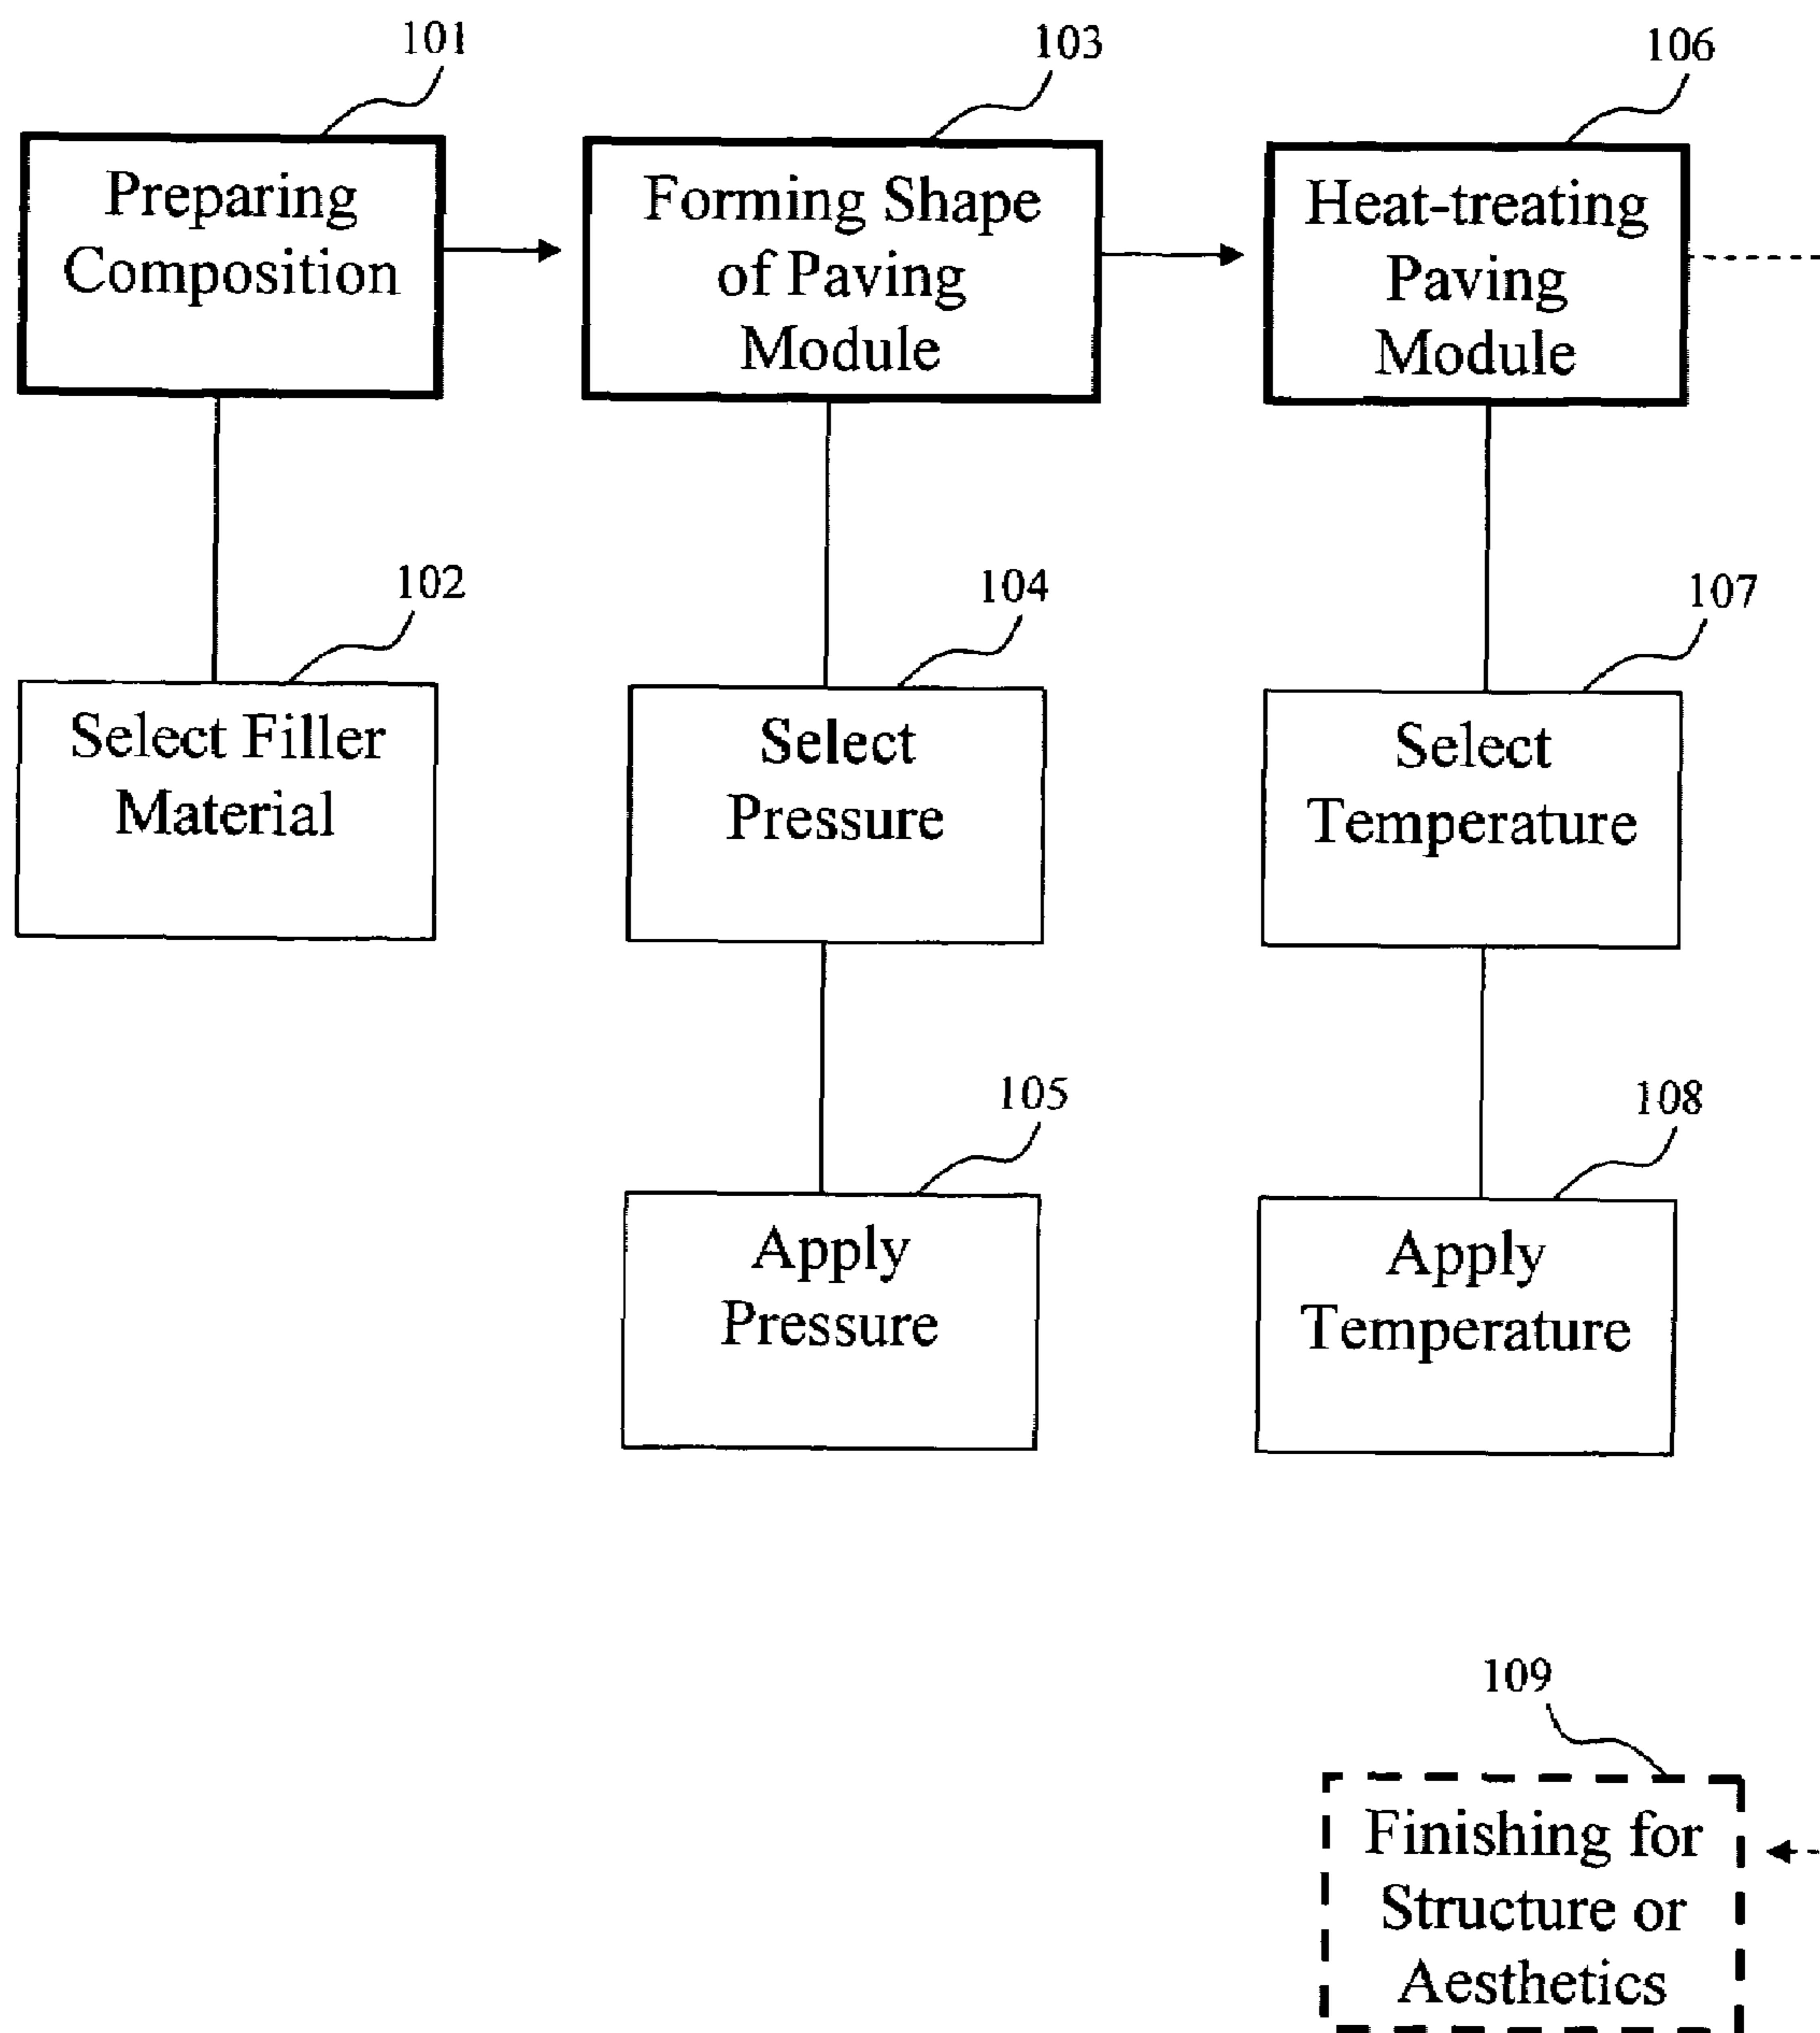 101
Preparing
Composition
103
Forming Shape
of Paving
Module
106
Heat-treating
Paving
Module
102
Select Filler
Material
104
Select
Pressure
107
Select
Temperature
105
Apply
Pressure
108
Apply
Temperature
109
Finishing for
Structure or
Aesthetics